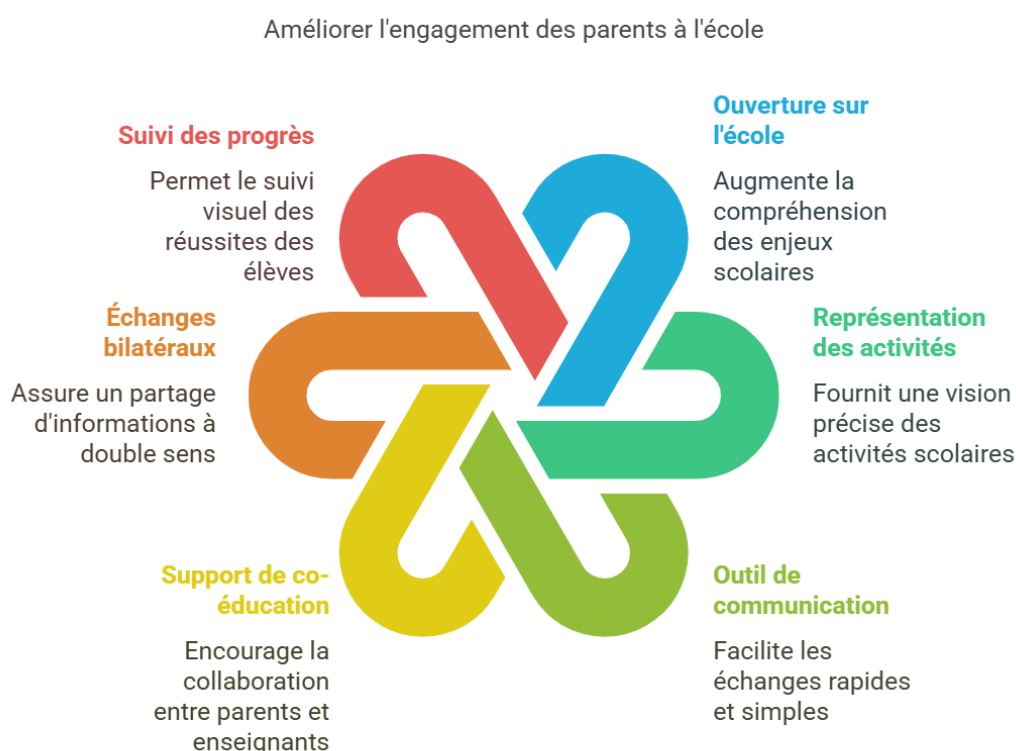 Améliorer l'engagement des parents à l'école
Suivi des progrès
Permet le suivi
visuel des
réussites des
élèves
Ouverture sur
l'école
Augmente la
compréhension
des enjeux
scolaires
Échanges
bilatéraux
Assure un partage
d'informations à
double sens
Représentation
des activités
Fournit une vision
précise des
activités scolaires
Support de co-
éducation
Encourage la
collaboration
entre parents et
enseignants
Outil de
communication
Facilite les
échanges rapides
et simples